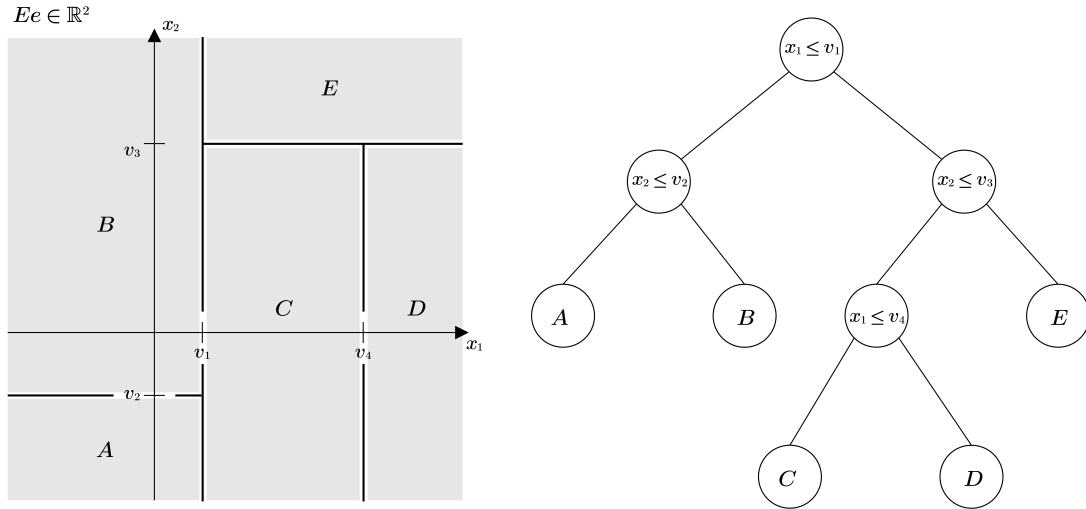 Ee ∈ ℝ²
x₂
E
v₃
B
C
D
x₁
v₁
v₄
v₂
A
x₁ ≤ v₁
x₂ ≤ v₂
x₂ ≤ v₃
A
B
x₁ ≤ v₄
E
C
D